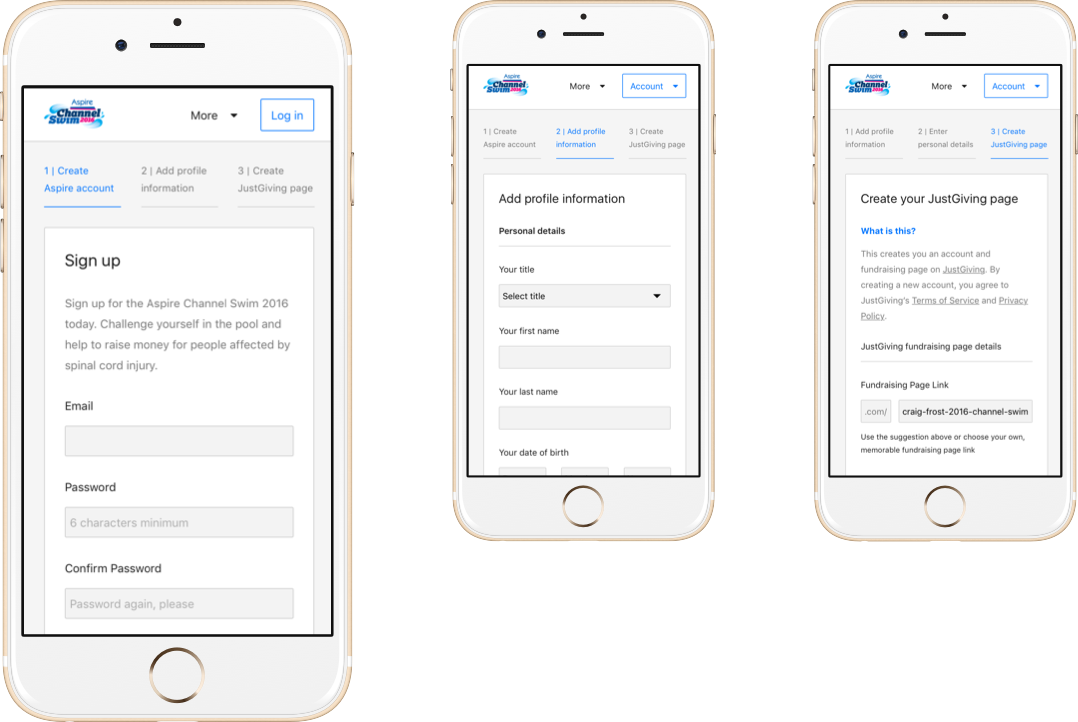 Aspire
Channel
Swim 2016
More
Log in
1 | Create
Aspire account
2 | Add profile
information
3 | Create
JustGiving page
Sign up
Sign up for the Aspire Channel Swim 2016
today. Challenge yourself in the pool and
help to raise money for people affected by
spinal cord injury.
Email
Password
6 characters minimum
Confirm Password
Password again, please
Aspire
Channel
Swim 2016
More
Account
1 | Create
Aspire account
2 | Add profile
information
3 | Create
JustGiving page
Add profile information
Personal details
Your title
Select title
Your first name
Your last name
Your date of birth
Aspire
Channel
Swim 2016
More
Account
1 | Add profile
information
2 | Enter
personal details
3 | Create
JustGiving page
Create your JustGiving page
What is this?
This creates you an account and
fundraising page on JustGiving. By
creating a new account, you agree to
JustGiving's Terms of Service and Privacy
Policy.
JustGiving fundraising page details
Fundraising Page Link
.com/
craig-frost-2016-channel-swim
Use the suggestion above or choose your own,
memorable fundraising page link